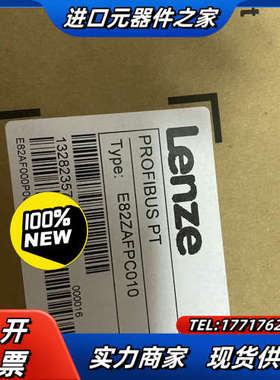 进口元器件之家
t
Lenze
PROFIBUS PT
Type: E82ZAFPC010
13282357
000016
E82AF000P0
100%
NEW
开
票
TEL:1771762
实力商家 现货供